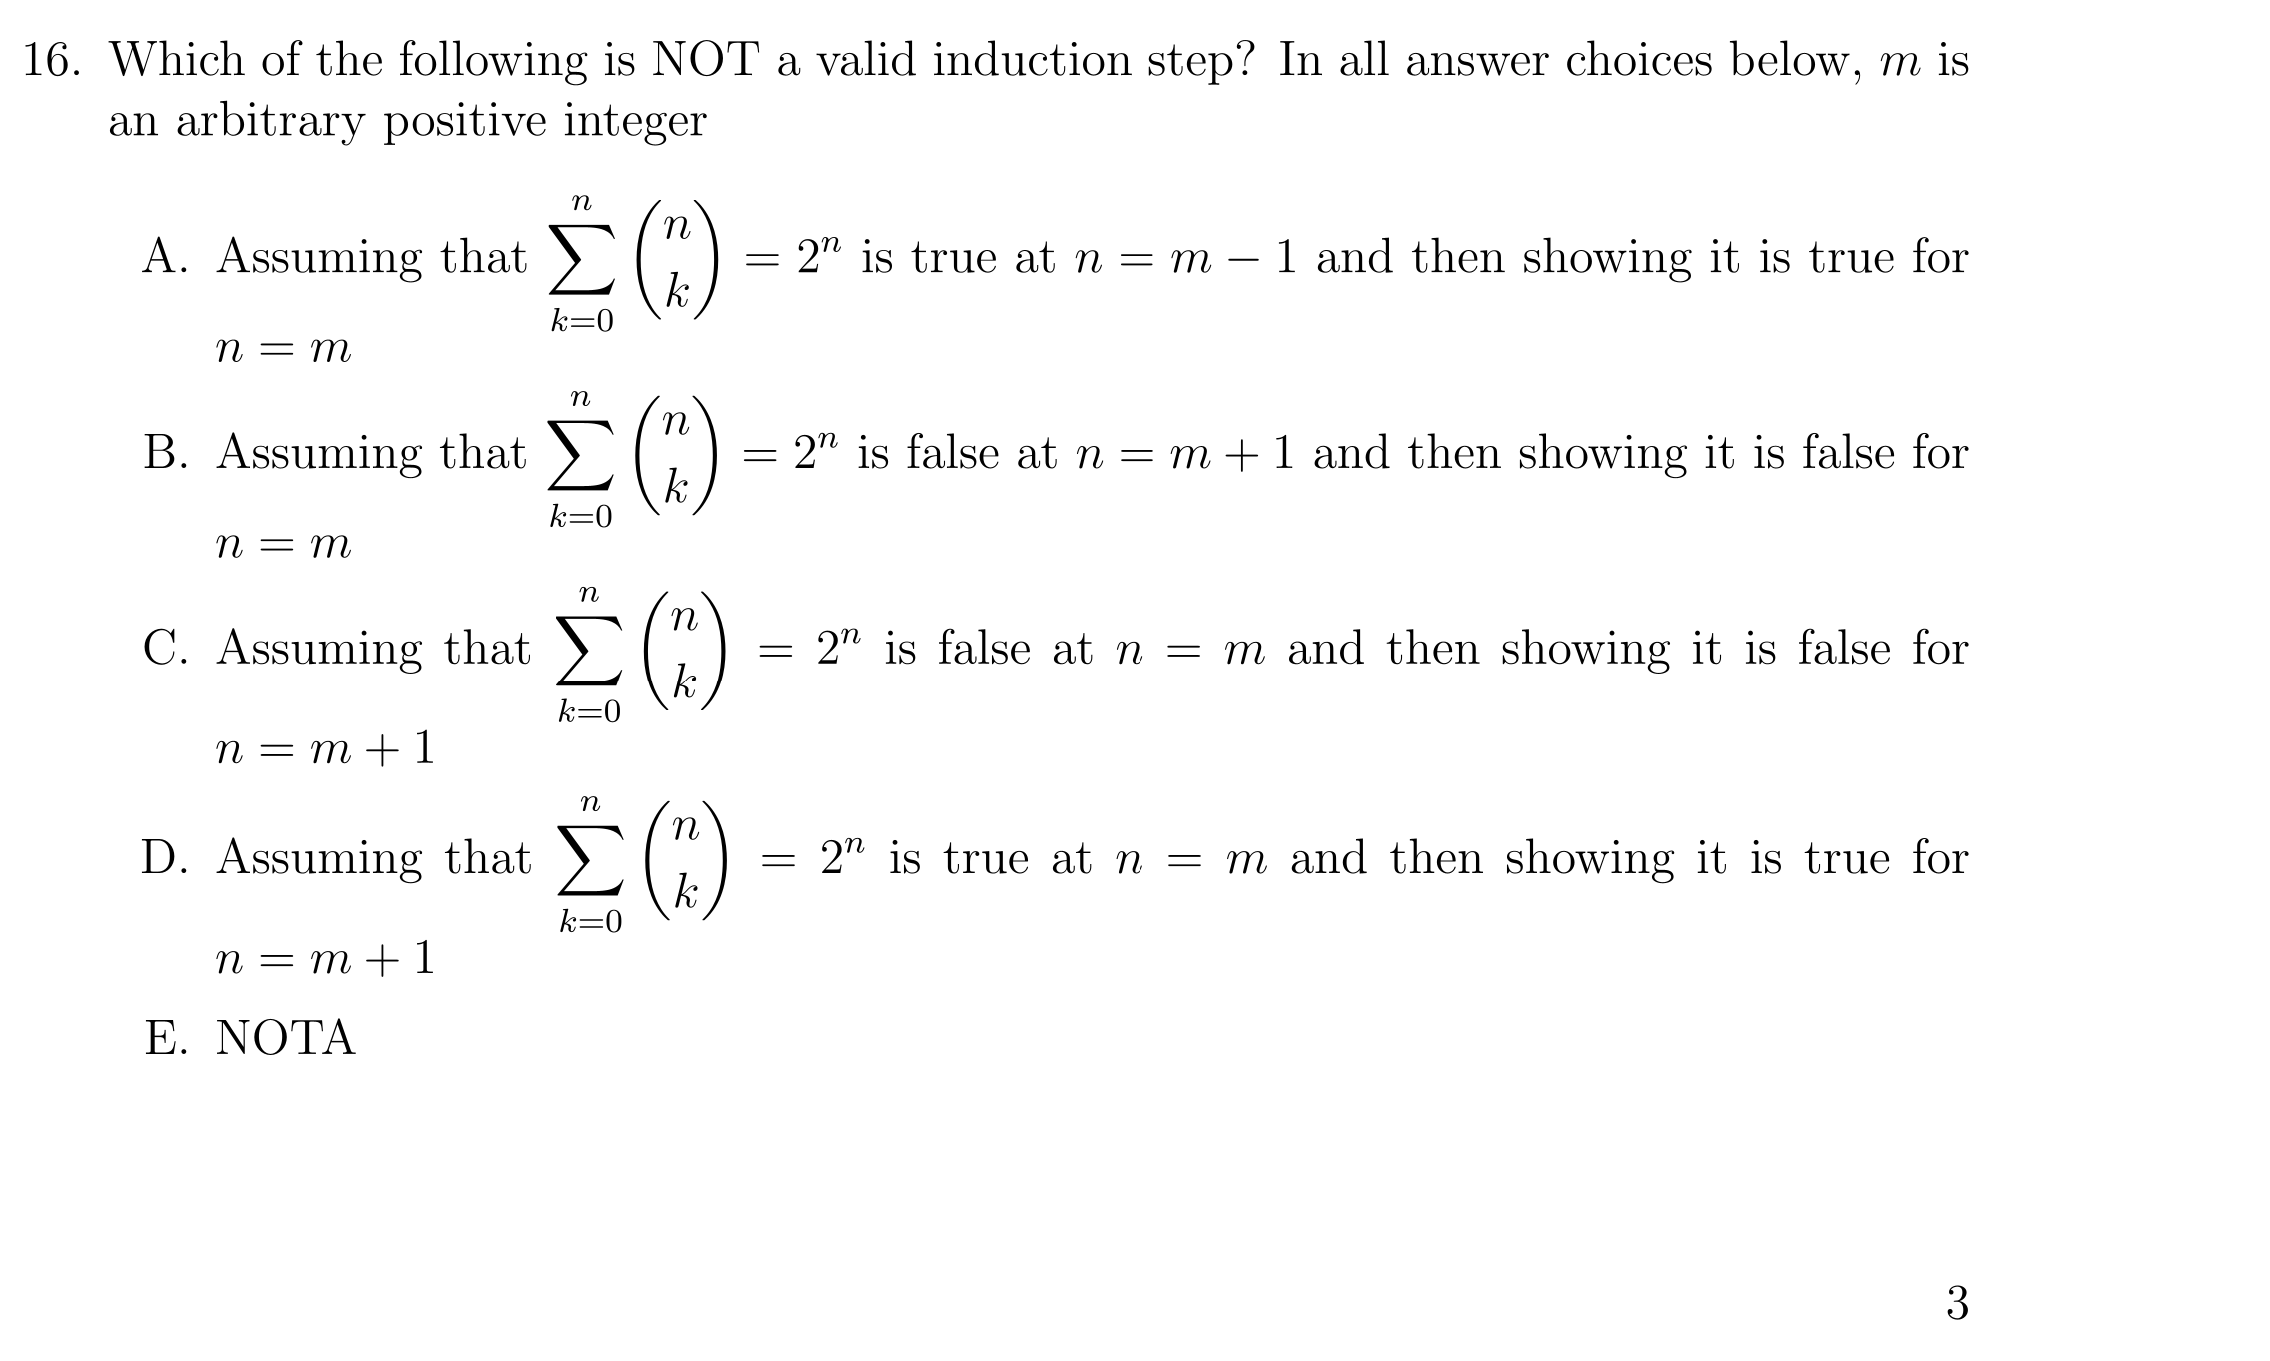 16. Which of the following is NOT a valid induction step? In all answer choices below, m is
an arbitrary positive integer
A. Assuming that $\sum_{k=0}^{n} \binom{n}{k} = 2^n$ is true at n = m − 1 and then showing it is true for
n = m
B. Assuming that $\sum_{k=0}^{n} \binom{n}{k} = 2^n$ is false at n = m + 1 and then showing it is false for
n = m
C. Assuming that $\sum_{k=0}^{n} \binom{n}{k} = 2^n$ is false at n = m and then showing it is false for
n = m + 1
D. Assuming that $\sum_{k=0}^{n} \binom{n}{k} = 2^n$ is true at n = m and then showing it is true for
n = m + 1
E. NOTA
3